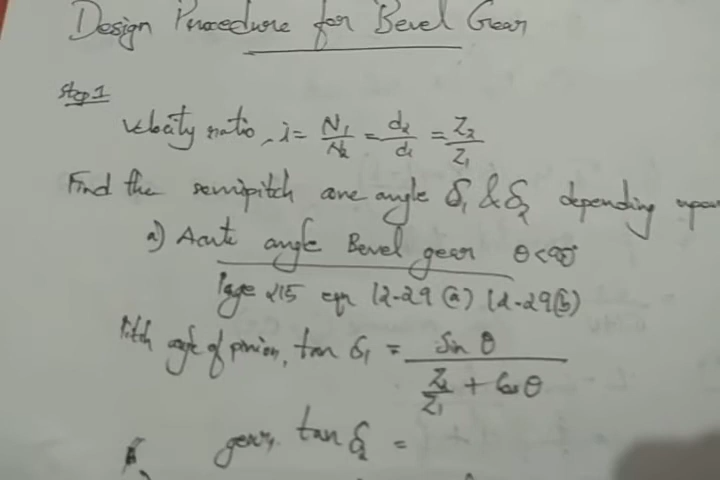 Design Procedure for Bevel Gear
Step 1
Velocity ratio, i = N₁/N₂ = d₂/d₁ = Z₂/Z₁
Find the semipitch cone angle δ₁ & δ₂ depending upon
a) Acute angle Bevel gear θ<90°
Page 215 eqn 12-29 (a) 12-29(b)
Pitch angle of pinion, tan δ₁ = Sin θ / (Z₂/Z₁ + Cos θ)
gear, tan δ₂ =